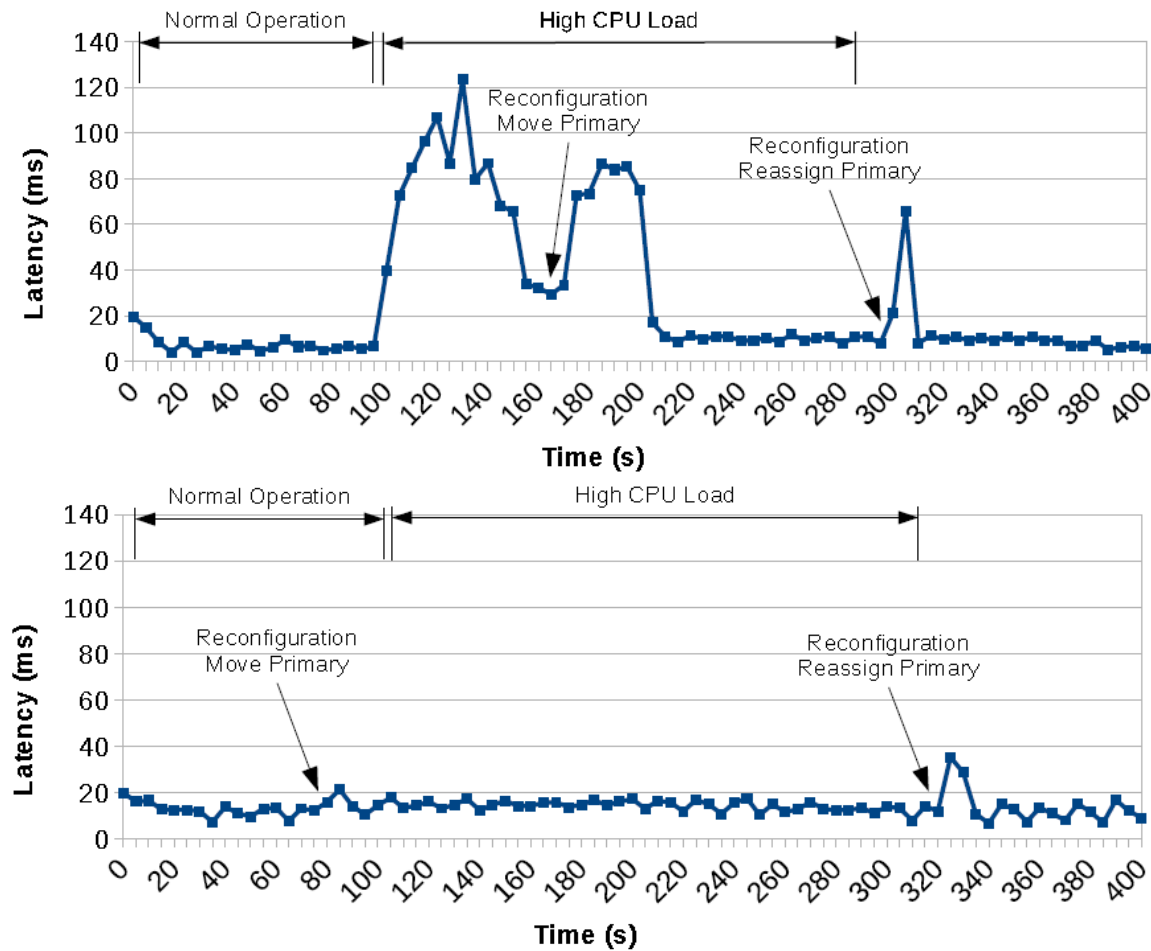 Normal Operation
High CPU Load
140
120
100
80
60
40
20
0
Reconfiguration
Move Primary
Reconfiguration
Reassign Primary
Latency (ms)
0 20 40 60 80 100 120 140 160 180 200 220 240 260 280 300 320 340 360 380 400
Time (s)
Normal Operation
High CPU Load
140
120
100
80
60
40
20
0
Reconfiguration
Move Primary
Reconfiguration
Reassign Primary
Latency (ms)
0 20 40 60 80 100 120 140 160 180 200 220 240 260 280 300 320 340 360 380 400
Time (s)